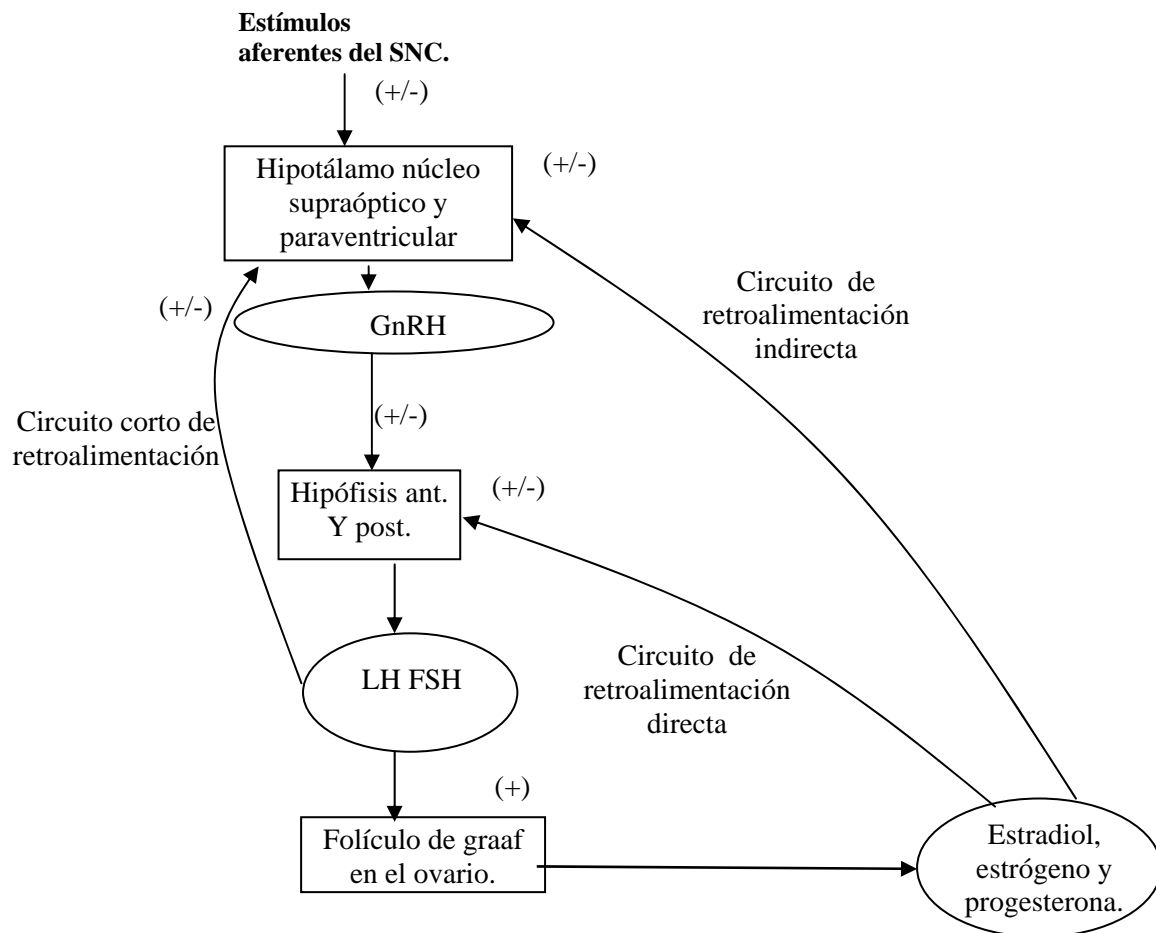 Estímulos
aferentes del SNC.
(+/-)
Hipotálamo núcleo
supraóptico y
paraventricular
(+/-)
Circuito de
retroalimentación
indirecta
(+/-)
GnRH
Circuito corto de
retroalimentación
(+/-)
Hipófisis ant.
Y post.
(+/-)
LH FSH
Circuito de
retroalimentación
directa
(+)
Folículo de graaf
en el ovario.
Estradiol,
estrógeno y
progesterona.